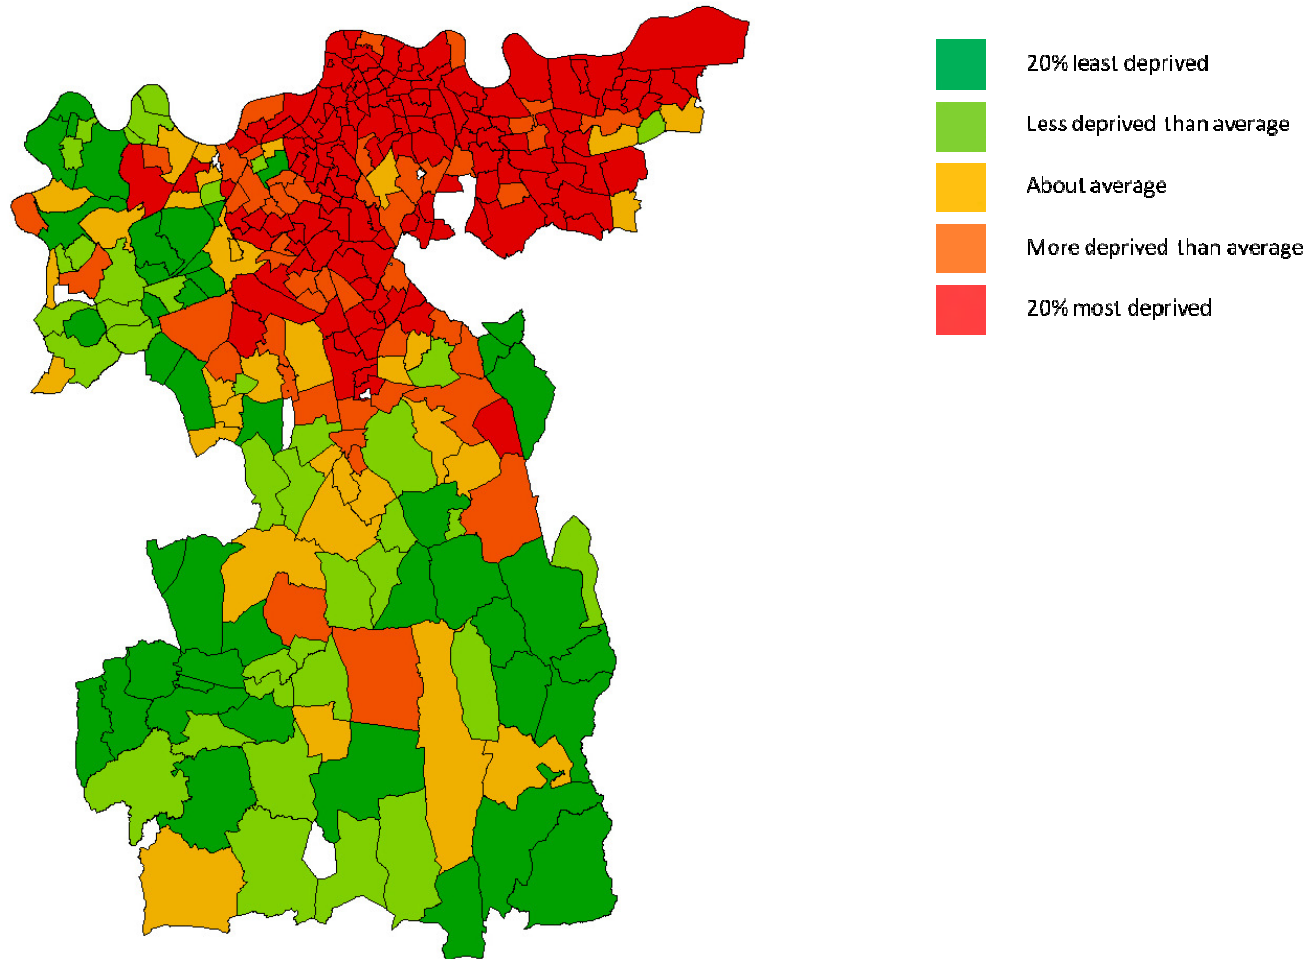 20% least deprived
Less deprived than average
About average
More deprived than average
20% most deprived